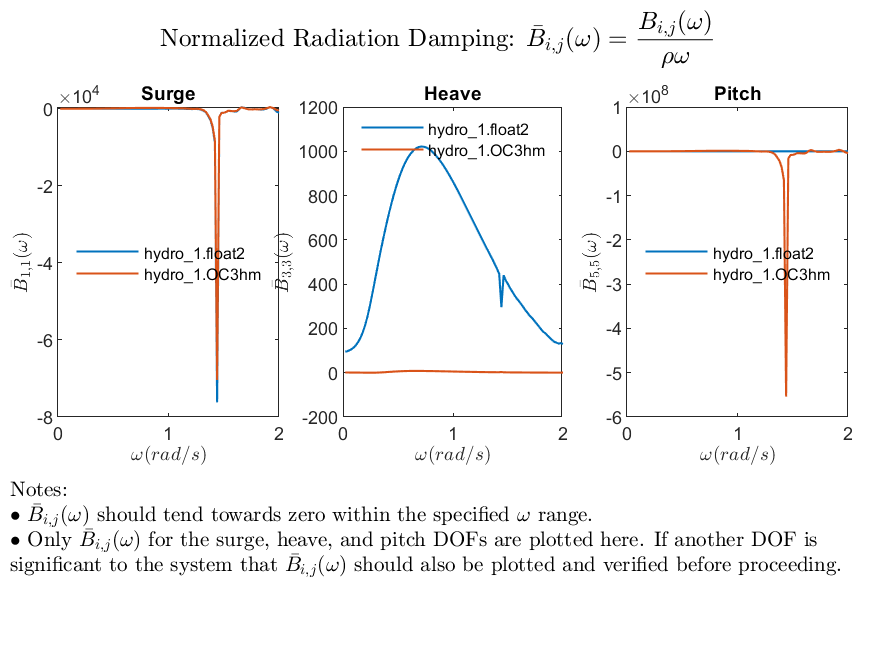 Normalized Radiation Damping: B̄i,j(ω) = Bi,j(ω) / ρω
Surge
×10^4
0
-2
-4
-6
-8
0 1 2
B̄1,1(ω)
ω(rad/s)
hydro_1.float2
hydro_1.OC3hm
Heave
1200
1000
800
600
400
200
0
-200
0 1 2
B̄3,3(ω)
ω(rad/s)
hydro_1.float2
hydro_1.OC3hm
Pitch
×10^8
1
0
-1
-2
-3
-4
-5
-6
0 1 2
B̄5,5(ω)
ω(rad/s)
hydro_1.float2
hydro_1.OC3hm
Notes:
• B̄i,j(ω) should tend towards zero within the specified ω range.
• Only B̄i,j(ω) for the surge, heave, and pitch DOFs are plotted here. If another DOF is
significant to the system that B̄i,j(ω) should also be plotted and verified before proceeding.